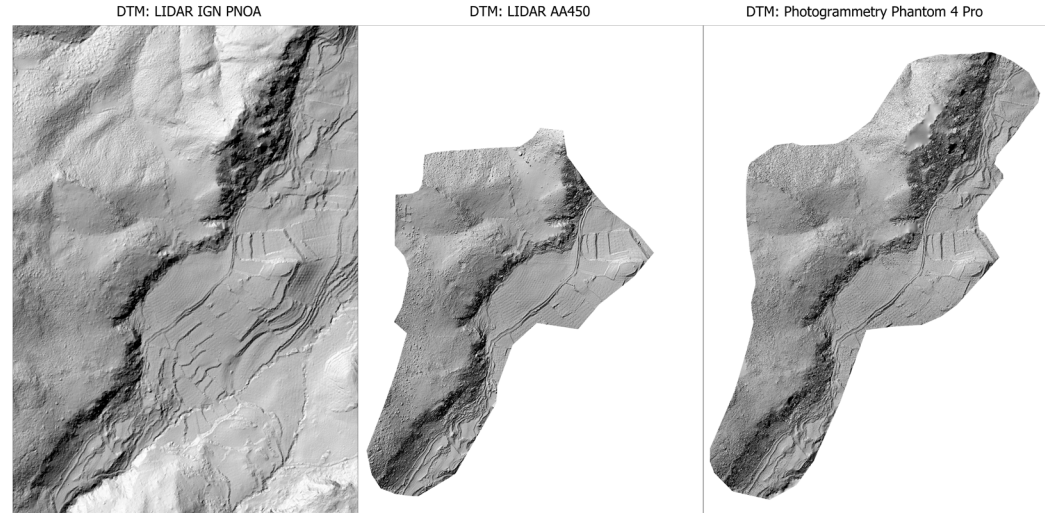 DTM: LIDAR IGN PNOA
DTM: LIDAR AA450
DTM: Photogrammetry Phantom 4 Pro